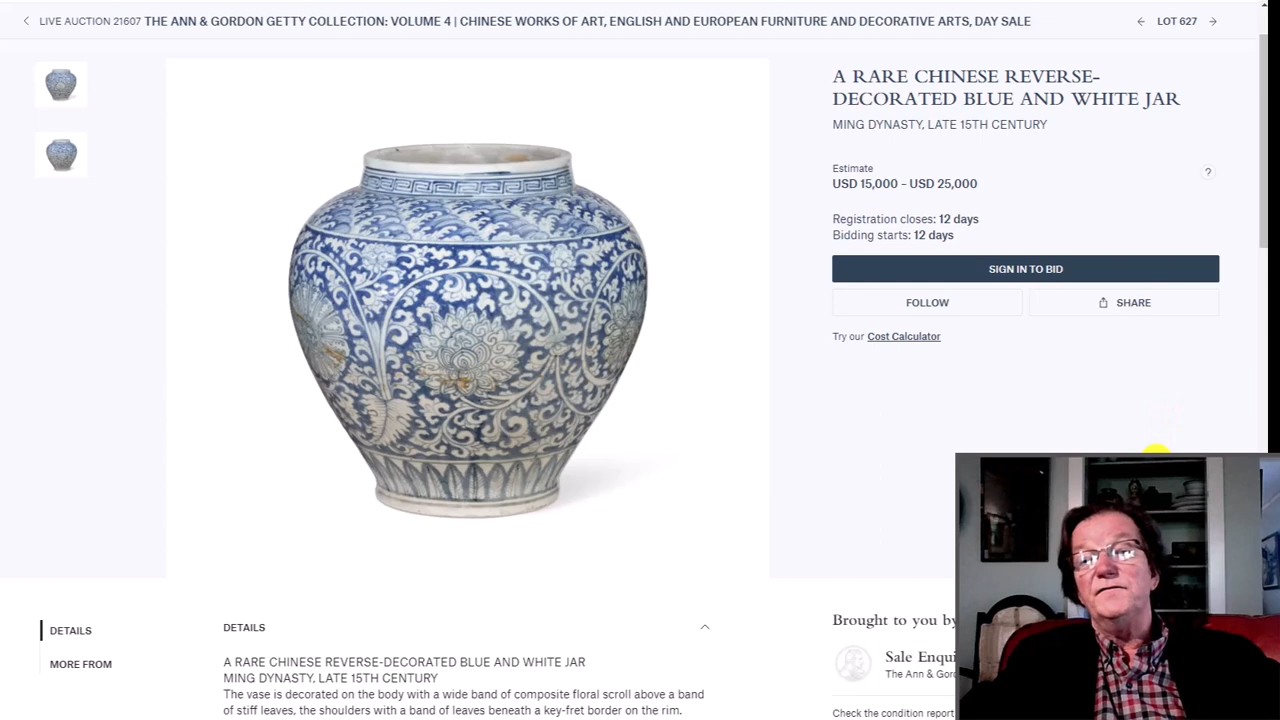 LIVE AUCTION 21607 THE ANN & GORDON GETTY COLLECTION: VOLUME 4 | CHINESE WORKS OF ART, ENGLISH AND EUROPEAN FURNITURE AND DECORATIVE ARTS, DAY SALE
LOT 627
A RARE CHINESE REVERSE-
DECORATED BLUE AND WHITE JAR
MING DYNASTY, LATE 15TH CENTURY
Estimate
USD 15,000 – USD 25,000
?
Registration closes: 12 days
Bidding starts: 12 days
SIGN IN TO BID
FOLLOW
SHARE
Try our Cost Calculator
DETAILS
MORE FROM
DETAILS
A RARE CHINESE REVERSE-DECORATED BLUE AND WHITE JAR
MING DYNASTY, LATE 15TH CENTURY
The vase is decorated on the body with a wide band of composite floral scroll above a band
of stiff leaves, the shoulders with a band of leaves beneath a key-fret border on the rim.
Brought to you by
Sale Enqui
The Ann & Gord
Check the condition report